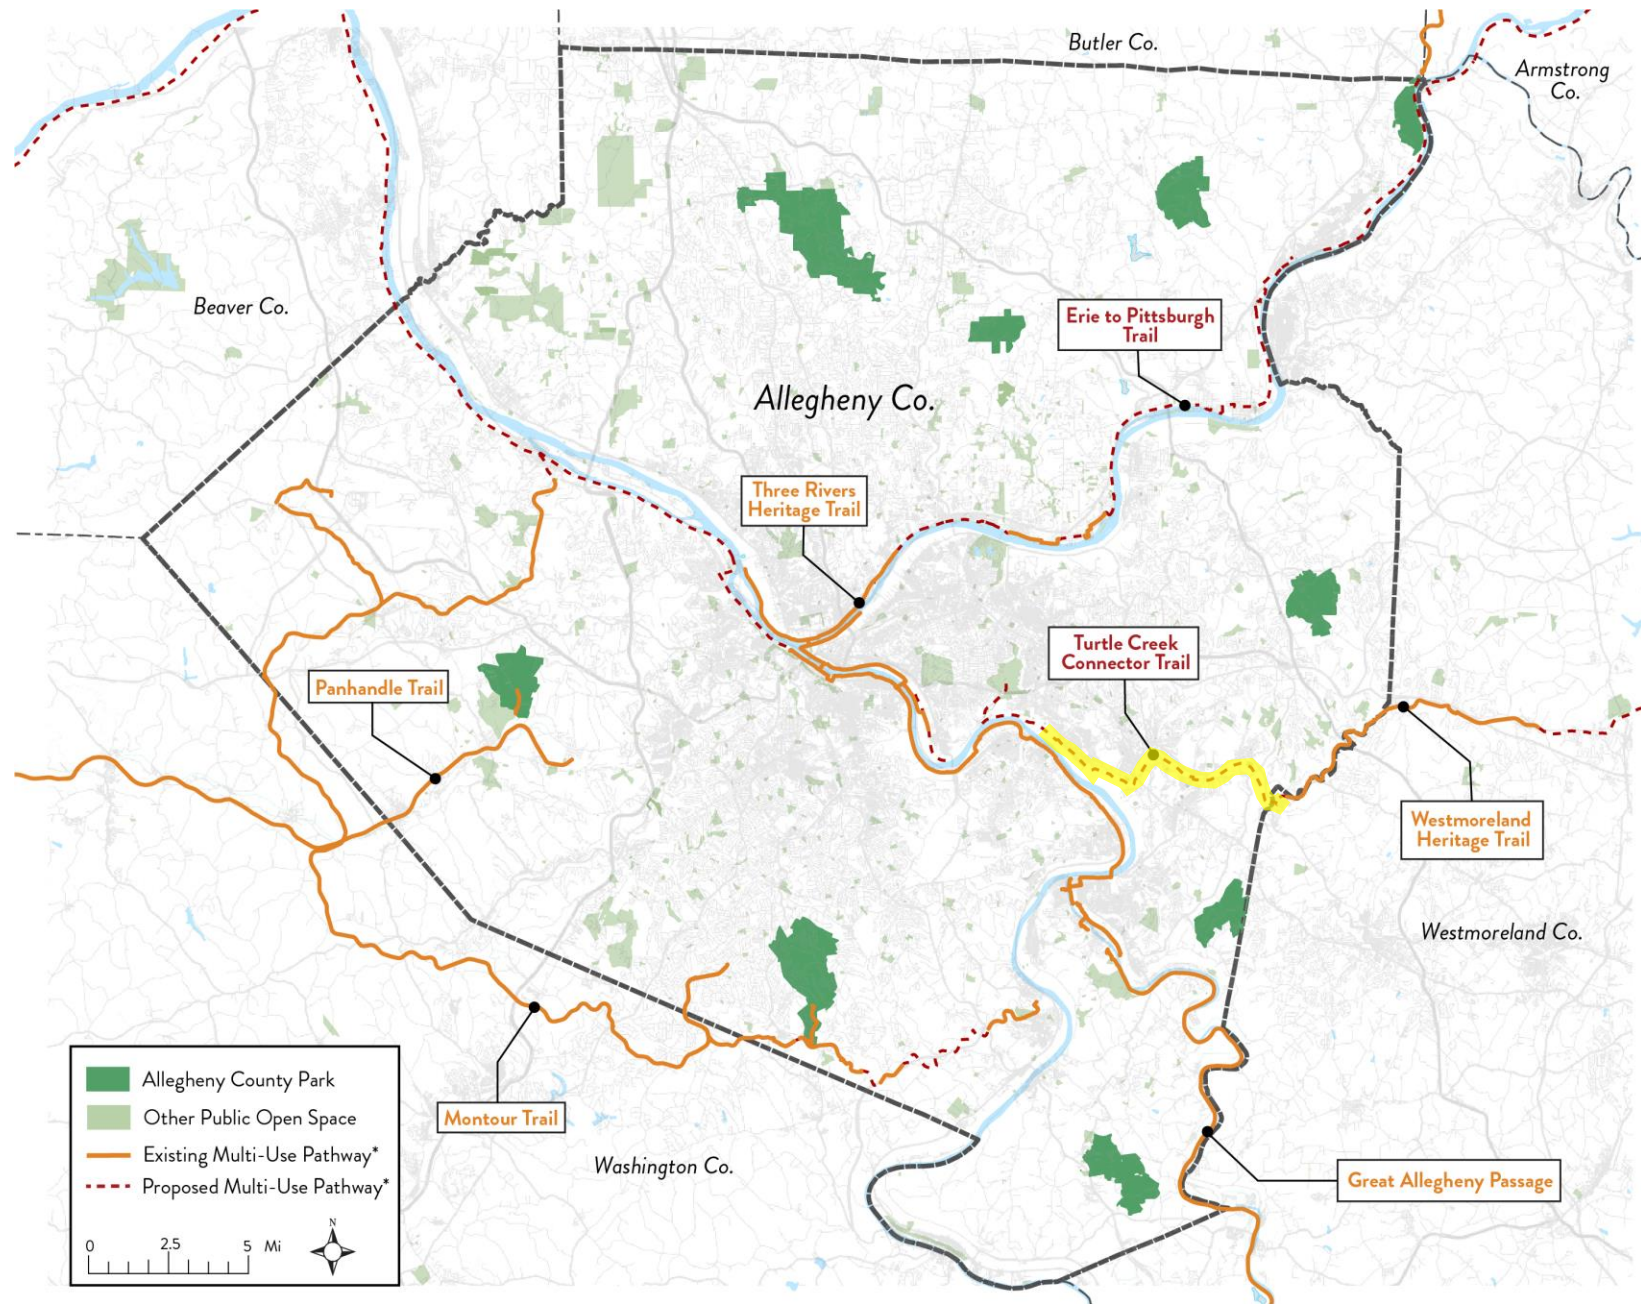 Butler Co.
Armstrong
Co.
Beaver Co.
Erie to Pittsburgh
Trail
Allegheny Co.
Three Rivers
Heritage Trail
Turtle Creek
Connector Trail
Panhandle Trail
Westmoreland
Heritage Trail
Westmoreland Co.
Montour Trail
Washington Co.
Great Allegheny Passage
Allegheny County Park
Other Public Open Space
Existing Multi-Use Pathway*
Proposed Multi-Use Pathway*
0 2.5 5 Mi
N